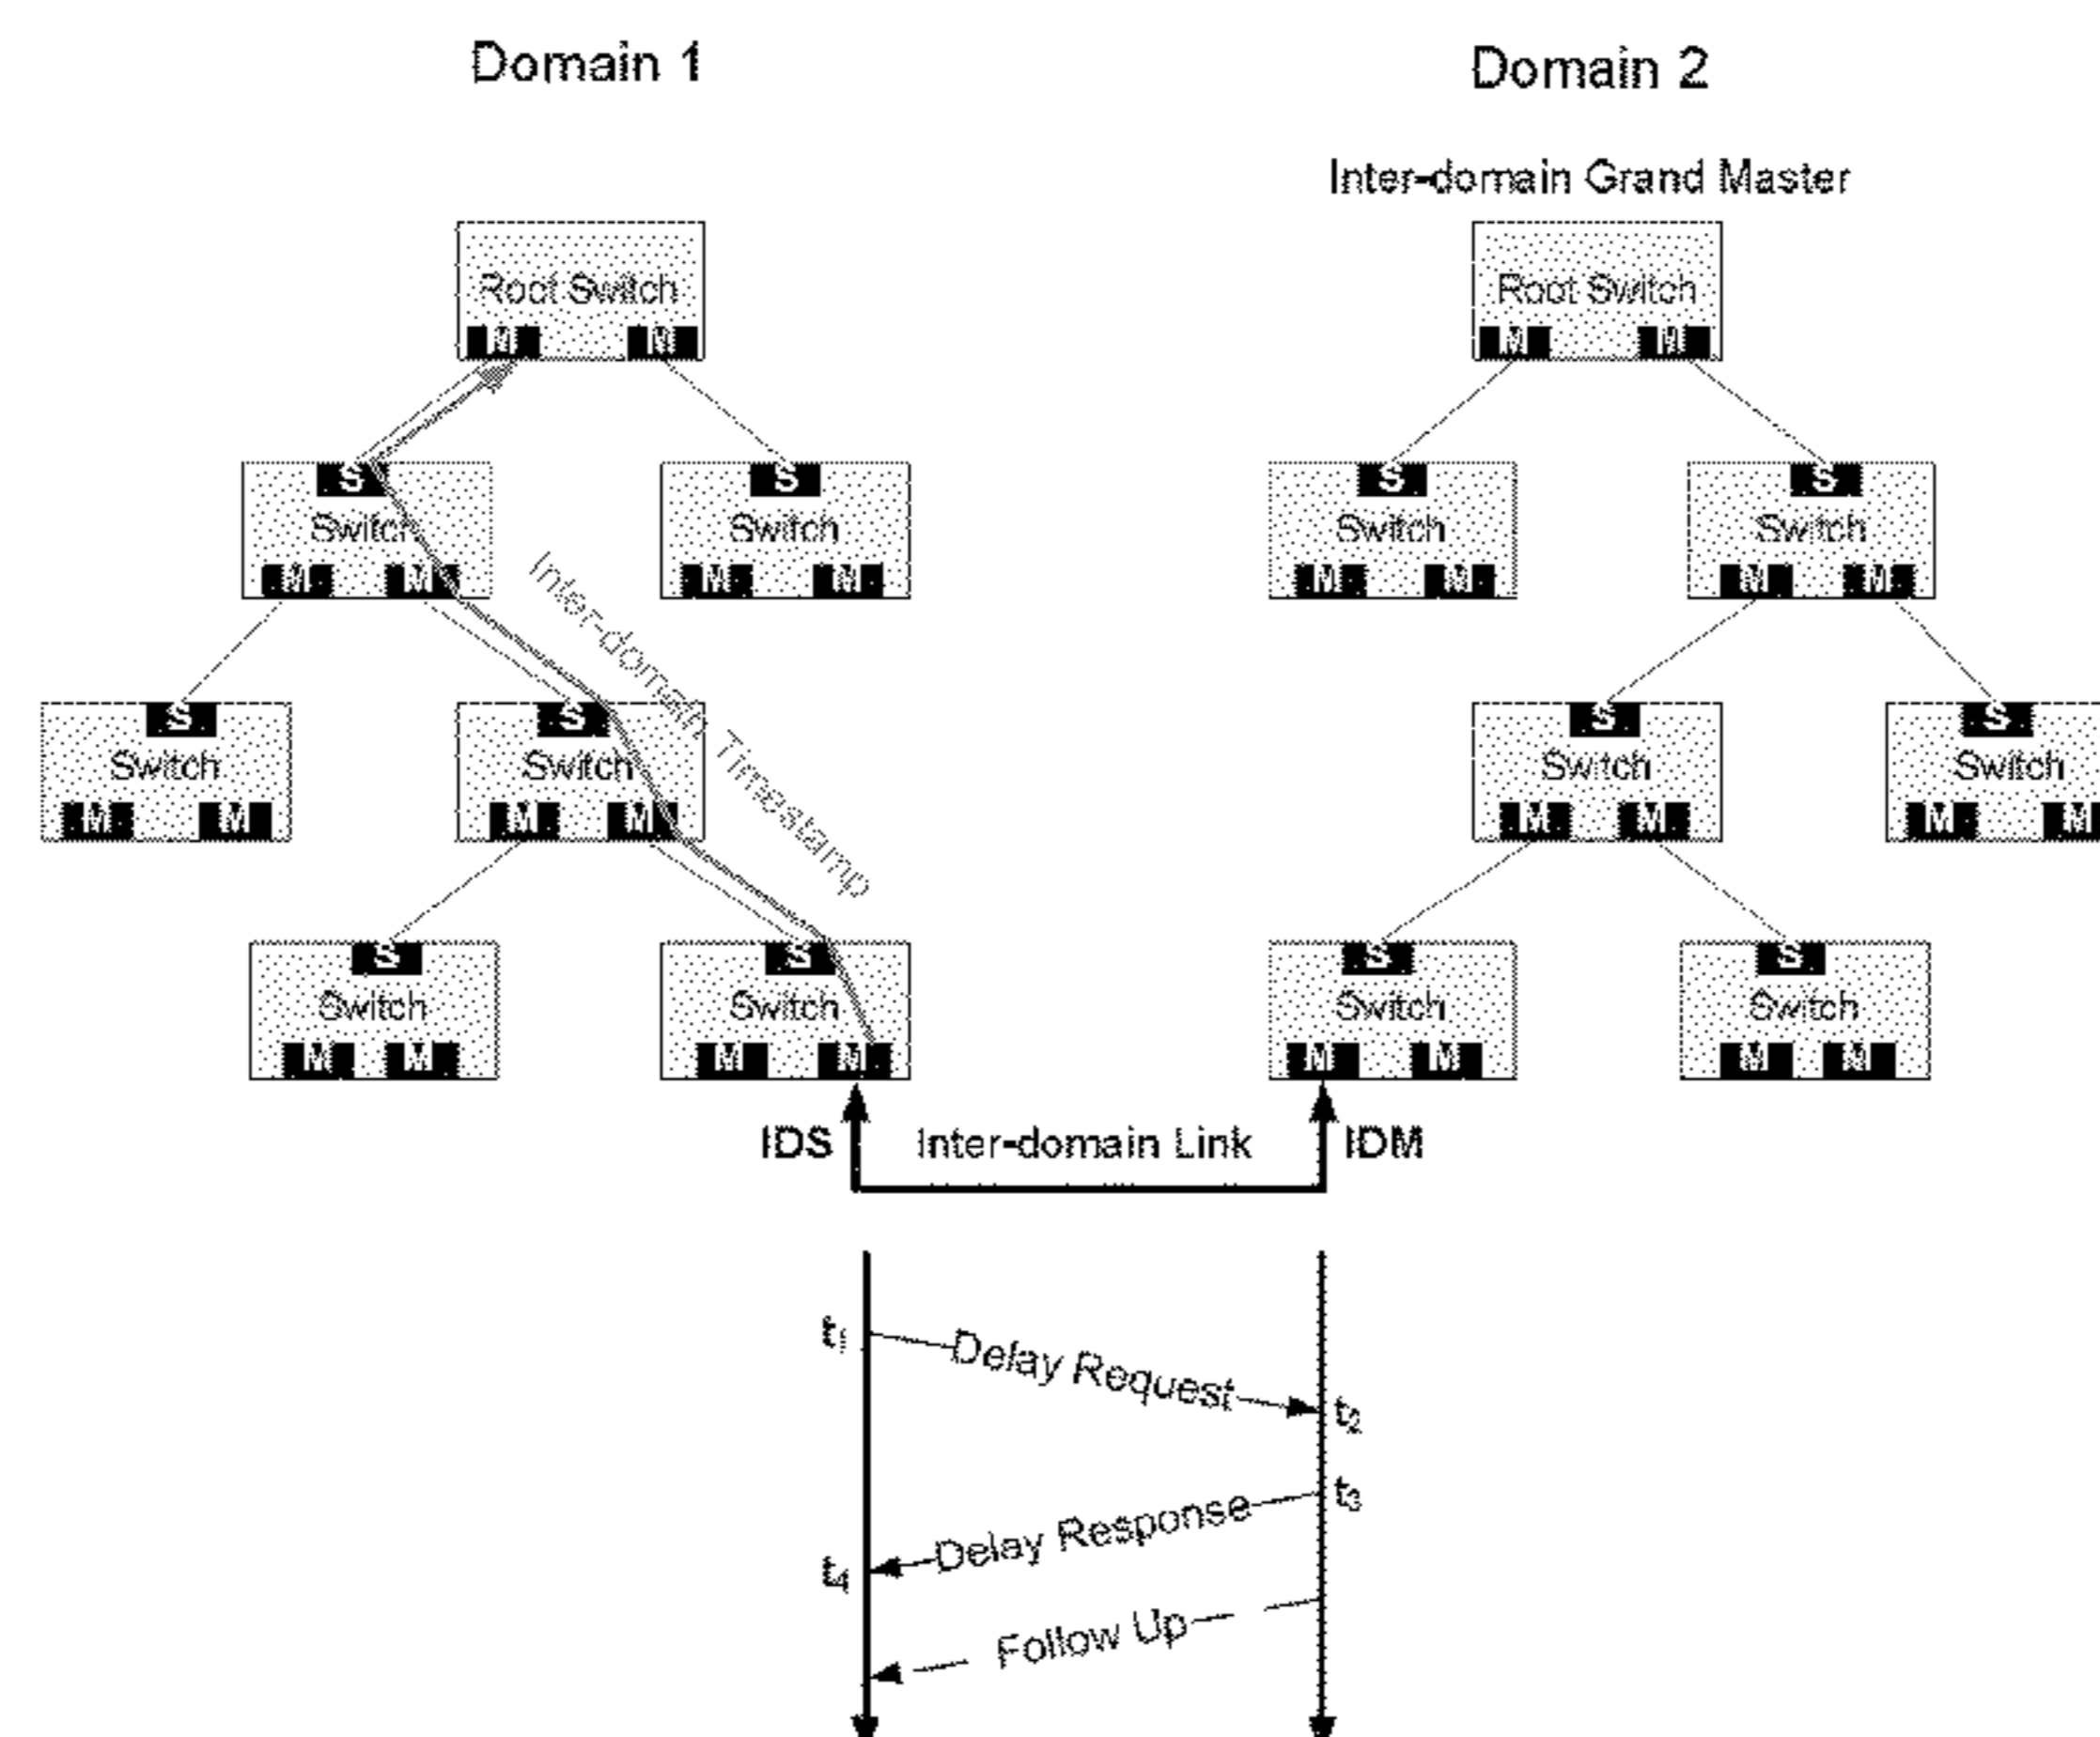 Domain 1
Domain 2
Inter-domain Grand Master
Root Switch
M
M
Root Switch
M
M
S
Switch
M
M
S
Switch
M
M
S
Switch
M
M
S
Switch
M
M
Inter-domain Timestamp
S
Switch
M
M
S
Switch
M
M
S
Switch
M
M
S
Switch
M
M
S
Switch
M
M
S
Switch
M
M
S
Switch
M
M
S
Switch
M
M
IDS
Inter-domain Link
IDM
t₁
Delay Request
t₂
t₃
Delay Response
t₄
Follow Up